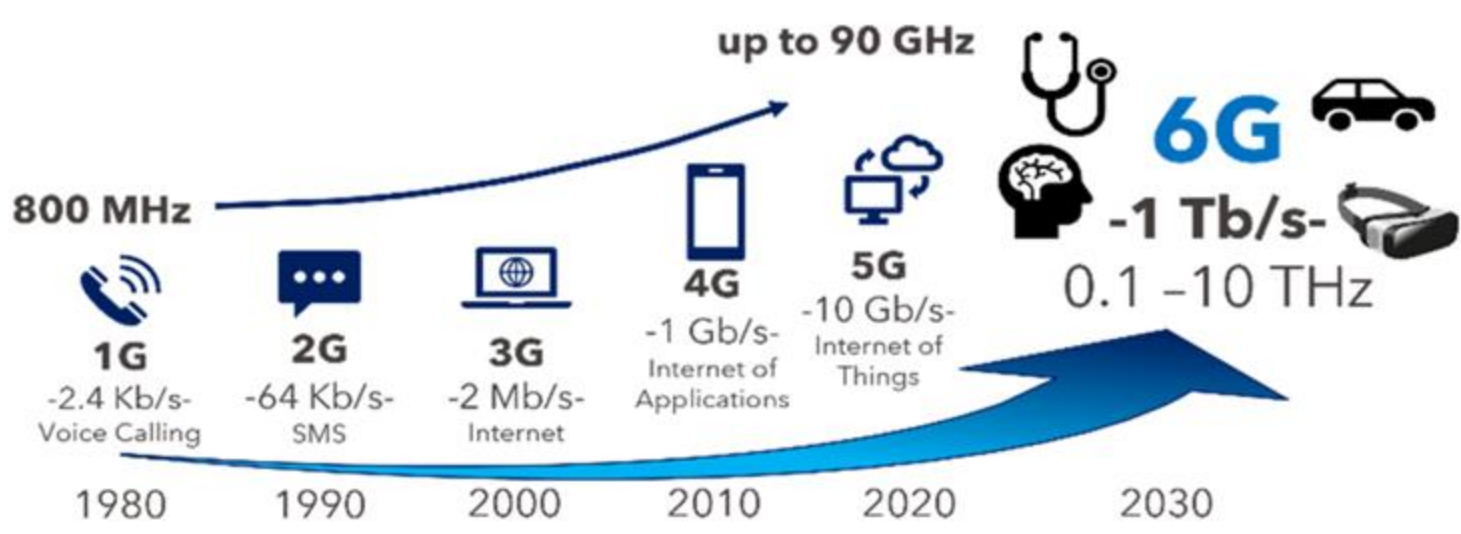 up to 90 GHz
800 MHz
1G
-2.4 Kb/s-
Voice Calling
2G
-64 Kb/s-
SMS
3G
-2 Mb/s-
Internet
4G
-1 Gb/s-
Internet of
Applications
5G
-10 Gb/s-
Internet of
Things
6G
-1 Tb/s-
0.1 –10 THz
1980
1990
2000
2010
2020
2030